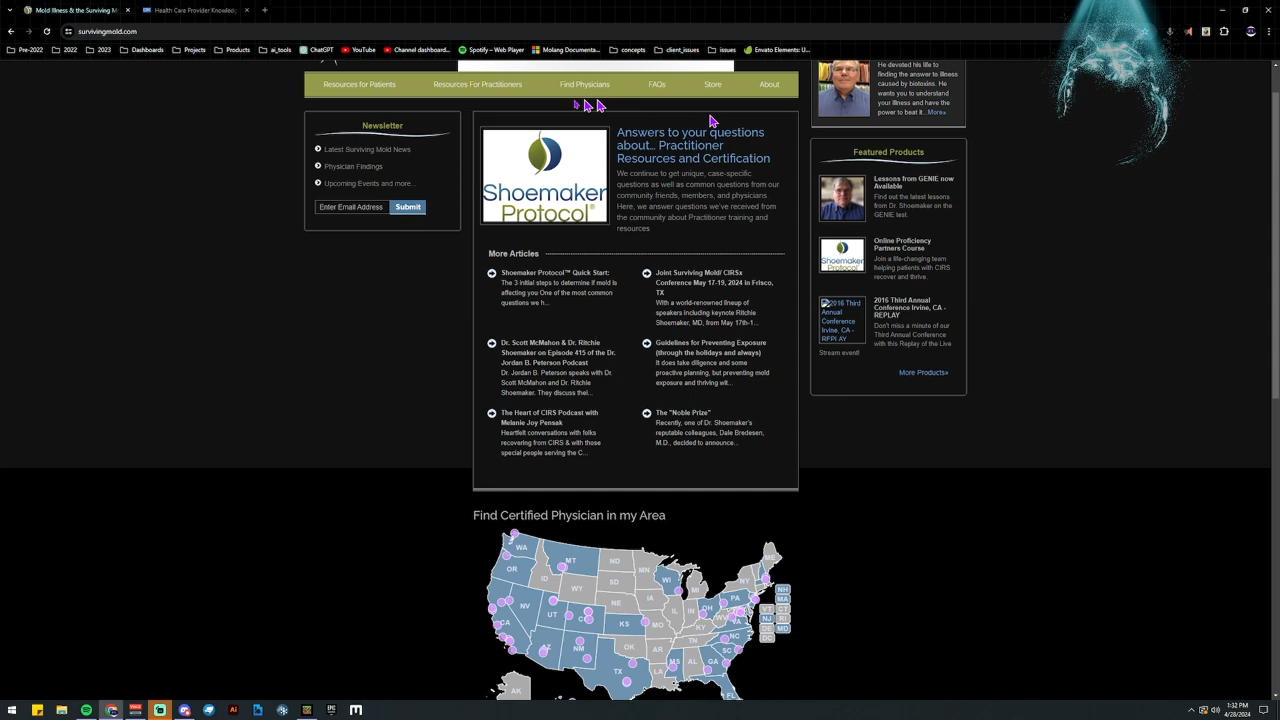 Mold Illness & the Surviving M
Health Care Provider Knowledg
survivingmold.com
Pre-2022
2022
2023
Dashboards
Projects
Products
ai_tools
ChatGPT
YouTube
Channel dashboard...
Spotify – Web Player
Molang Documentatio...
concepts
client_issues
issues
Envato Elements: U...
Resources for Patients
Resources For Practitioners
Find Physicians
FAQs
Store
About
Newsletter
Latest Surviving Mold News
Physician Findings
Upcoming Events and more...
Enter Email Address
Submit
Shoemaker
Protocol®
Answers to your questions
about... Practitioner
Resources and Certification
We continue to get unique, case-specific
questions as well as common questions from our
community friends, members, and physicians
Here, we answer questions we've received from
the community about Practitioner training and
resources
More Articles
Shoemaker Protocol™ Quick Start:
The 3 initial steps to determine if mold is
affecting you One of the most common
questions we h...
Joint Surviving Mold/ CIRSx
Conference May 17-19, 2024 in Frisco,
TX
With a world-renowned lineup of
speakers including keynote Ritchie
Shoemaker, MD, from May 17th-1...
Dr. Scott McMahon & Dr. Ritchie
Shoemaker on Episode 415 of the Dr.
Jordan B. Peterson Podcast
Dr. Jordan B. Peterson speaks with Dr.
Scott McMahon and Dr. Ritchie
Shoemaker. They discuss thei...
Guidelines for Preventing Exposure
(through the holidays and always)
It does take diligence and some
proactive planning, but preventing mold
exposure and thriving wit...
The Heart of CIRS Podcast with
Melanie Joy Pensak
Heartfelt conversations with folks
recovering from CIRS & with those
special people serving the C...
The "Noble Prize"
Recently, one of Dr. Shoemaker's
reputable colleagues, Dale Bredesen,
M.D., decided to announce...
He devoted his life to
finding the answer to illness
caused by biotoxins. He
wants you to understand
your illness and have the
power to beat it...More»
Featured Products
Lessons from GENIE now
Available
Find out the latest lessons
from Dr. Shoemaker on the
GENIE test.
Shoemaker
Protocol
Online Proficiency
Partners Course
Join a life-changing team
helping patients with CIRS
recover and thrive.
2016 Third
Annual
Conference
Irvine, CA -
REPLAY
2016 Third Annual
Conference Irvine, CA -
REPLAY
Don't miss a minute of our
Third Annual Conference
with this Replay of the Live
Stream event!
More Products»
Find Certified Physician in my Area
WA
MT
ND
MN
ME
OR
ID
WY
SD
WI
MI
NY
NH
MA
NV
UT
NE
IA
IL
IN
OH
PA
VT
CT
NJ
RI
CA
KS
MO
KY
WV
VA
DE
MD
DC
AZ
NM
OK
AR
TN
NC
SC
TX
LA
MS
AL
GA
FL
AK
1:32 PM
4/28/2024